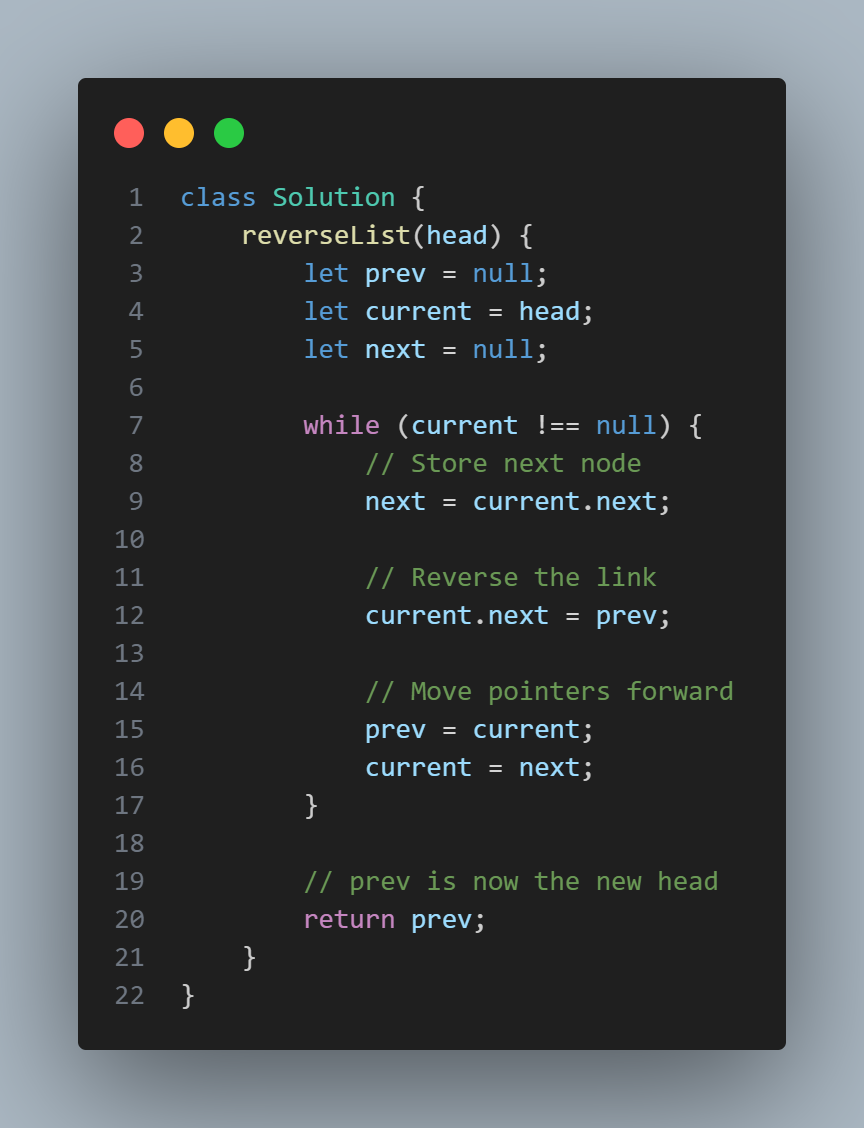 1 class Solution {
2     reverseList(head) {
3         let prev = null;
4         let current = head;
5         let next = null;
6
7         while (current !== null) {
8             // Store next node
9             next = current.next;
10
11             // Reverse the link
12             current.next = prev;
13
14             // Move pointers forward
15             prev = current;
16             current = next;
17         }
18
19         // prev is now the new head
20         return prev;
21     }
22 }